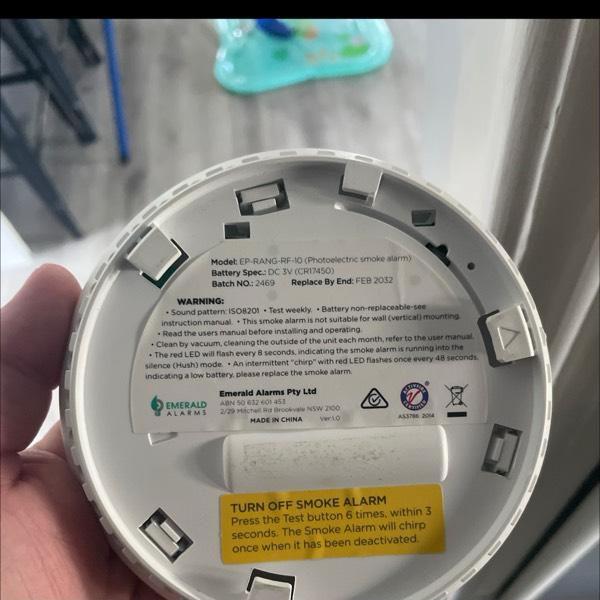 Model: EP-RANG-RF-10 (Photoelectric smoke alarm)
Battery Spec.: DC 3V (CR17450)
Batch NO.: 2469 Replace By End: FEB 2032
WARNING:
• Sound pattern: ISO8201 • Test weekly. • Battery non-replaceable-see
instruction manual. • This smoke alarm is not suitable for wall (vertical) mounting.
• Read the users manual before installing and operating.
• Clean by vacuum, cleaning the outside of the unit each month, refer to the user manual.
• The red LED will flash every 8 seconds, indicating the smoke alarm is running into the
silence (Hush) mode. • An intermittent "chirp" with red LED flashes once every 48 seconds,
indicating a low battery, please replace the smoke alarm.
EMERALD
ALARMS
Emerald Alarms Pty Ltd
ABN 50 632 601 453
2/29 Mitchell Rd Brookvale NSW 2100
MADE IN CHINA Ver:1.0
AS3786 2014
TURN OFF SMOKE ALARM
Press the Test button 6 times, within 3
seconds. The Smoke Alarm will chirp
once when it has been deactivated.